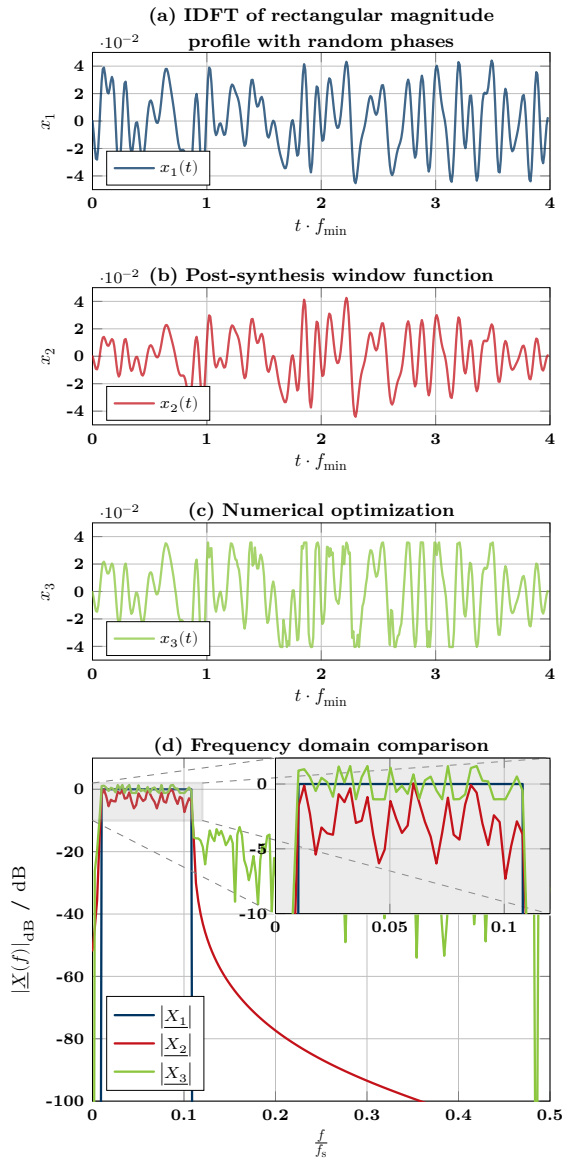 (a) IDFT of rectangular magnitude
profile with random phases
·10⁻²
4
2
0
-2
-4
x₁
x₁(t)
0 1 2 3 4
t · f_min
(b) Post-synthesis window function
·10⁻²
4
2
0
-2
-4
x₂
x₂(t)
0 1 2 3 4
t · f_min
(c) Numerical optimization
·10⁻²
4
2
0
-2
-4
x₃
x₃(t)
0 1 2 3 4
t · f_min
(d) Frequency domain comparison
0
-20
-40
-60
-80
-100
|X(f)|_dB / dB
0
-5
-10
0 0.05 0.1
|X₁|
|X₂|
|X₃|
0 0.1 0.2 0.3 0.4 0.5
f
f_s